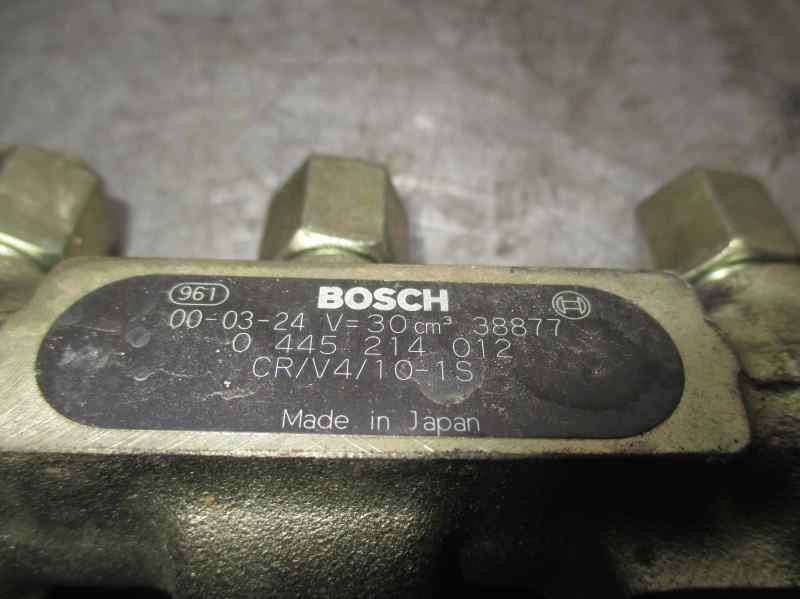 961 BOSCH
00-03-24 V=30cm³ 38877
0 445 214 012
CR/V4/10-1S
Made in Japan